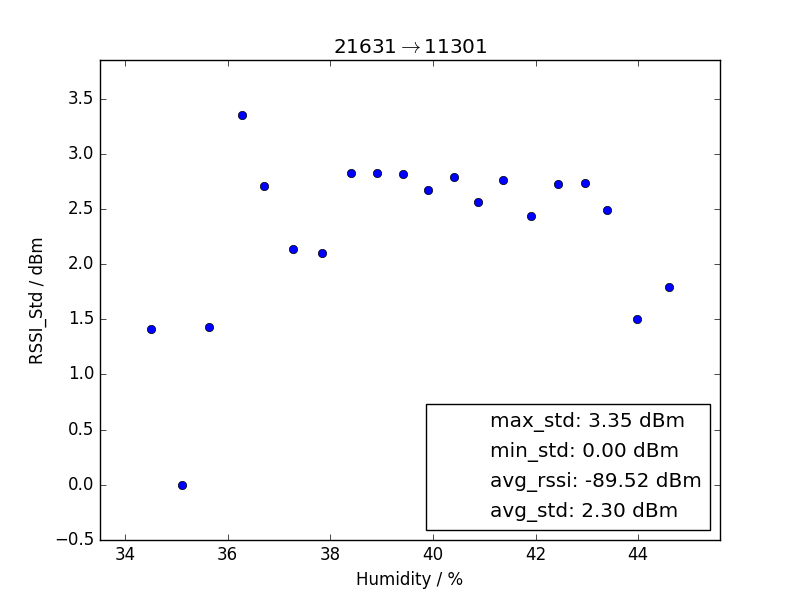 21631→11301
3.5
3.0
2.5
2.0
1.5
1.0
0.5
0.0
−0.5
RSSI_Std / dBm
max_std: 3.35 dBm
min_std: 0.00 dBm
avg_rssi: -89.52 dBm
avg_std: 2.30 dBm
34 36 38 40 42 44
Humidity / %